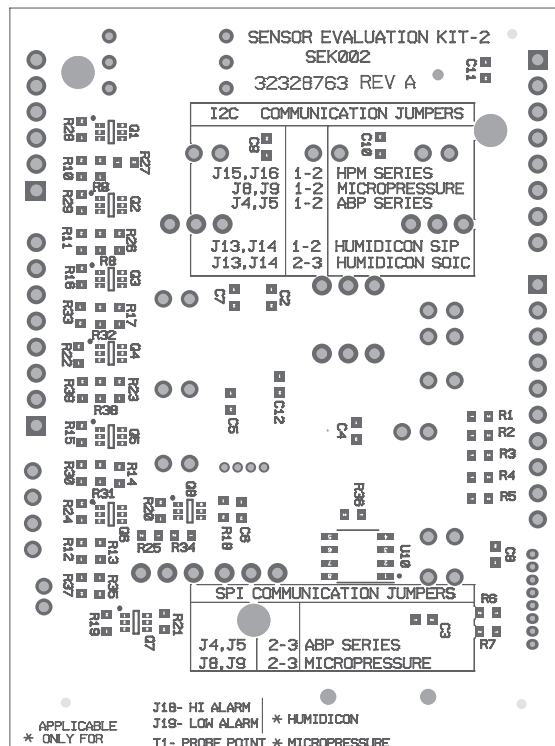 SENSOR EVALUATION KIT-2
SEK002
32328763 REV A
C11
I2C COMMUNICATION JUMPERS
C9
C10
J15,J16 1-2 HPM SERIES
J8,J9 1-2 MICROPRESSURE
J4,J5 1-2 ABP SERIES
J13,J14 1-2 HUMIDICON SIP
J13,J14 2-3 HUMIDICON SOIC
R28
Q1
R10
R27
R29
Q2
R11
R26
R16
Q3
R33
R17
R32
R22
Q4
R23
R38
R15
Q5
R30
R14
R31
R24
Q6
R12
R13
R37
R35
R19
Q7
R21
R20
Q8
R25
R34
R18
C6
C7
C2
C5
C12
C4
R36
U10
R1
R2
R3
R4
R5
R6
R7
SPI COMMUNICATION JUMPERS
C3
J4,J5 2-3 ABP SERIES
J8,J9 2-3 MICROPRESSURE
J18- HI ALARM
J19- LOW ALARM
* HUMIDICON
APPLICABLE
* ONLY FOR
T1- PROBE POINT * MICROPRESSURE